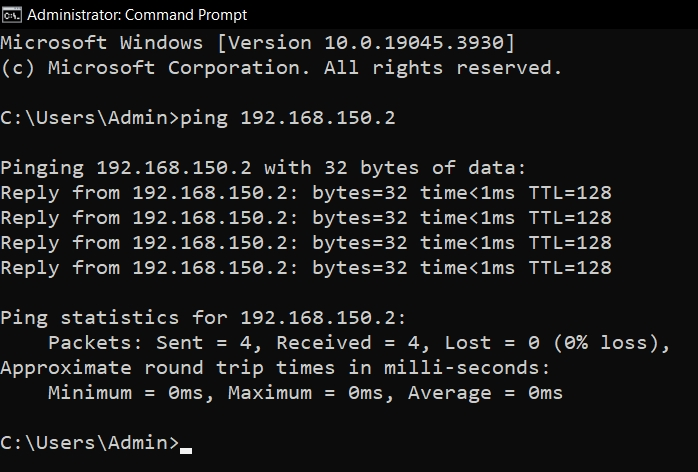 Administrator: Command Prompt
Microsoft Windows [Version 10.0.19045.3930]
(c) Microsoft Corporation. All rights reserved.
C:\Users\Admin>ping 192.168.150.2
Pinging 192.168.150.2 with 32 bytes of data:
Reply from 192.168.150.2: bytes=32 time<1ms TTL=128
Reply from 192.168.150.2: bytes=32 time<1ms TTL=128
Reply from 192.168.150.2: bytes=32 time<1ms TTL=128
Reply from 192.168.150.2: bytes=32 time<1ms TTL=128
Ping statistics for 192.168.150.2:
    Packets: Sent = 4, Received = 4, Lost = 0 (0% loss),
Approximate round trip times in milli-seconds:
    Minimum = 0ms, Maximum = 0ms, Average = 0ms
C:\Users\Admin>